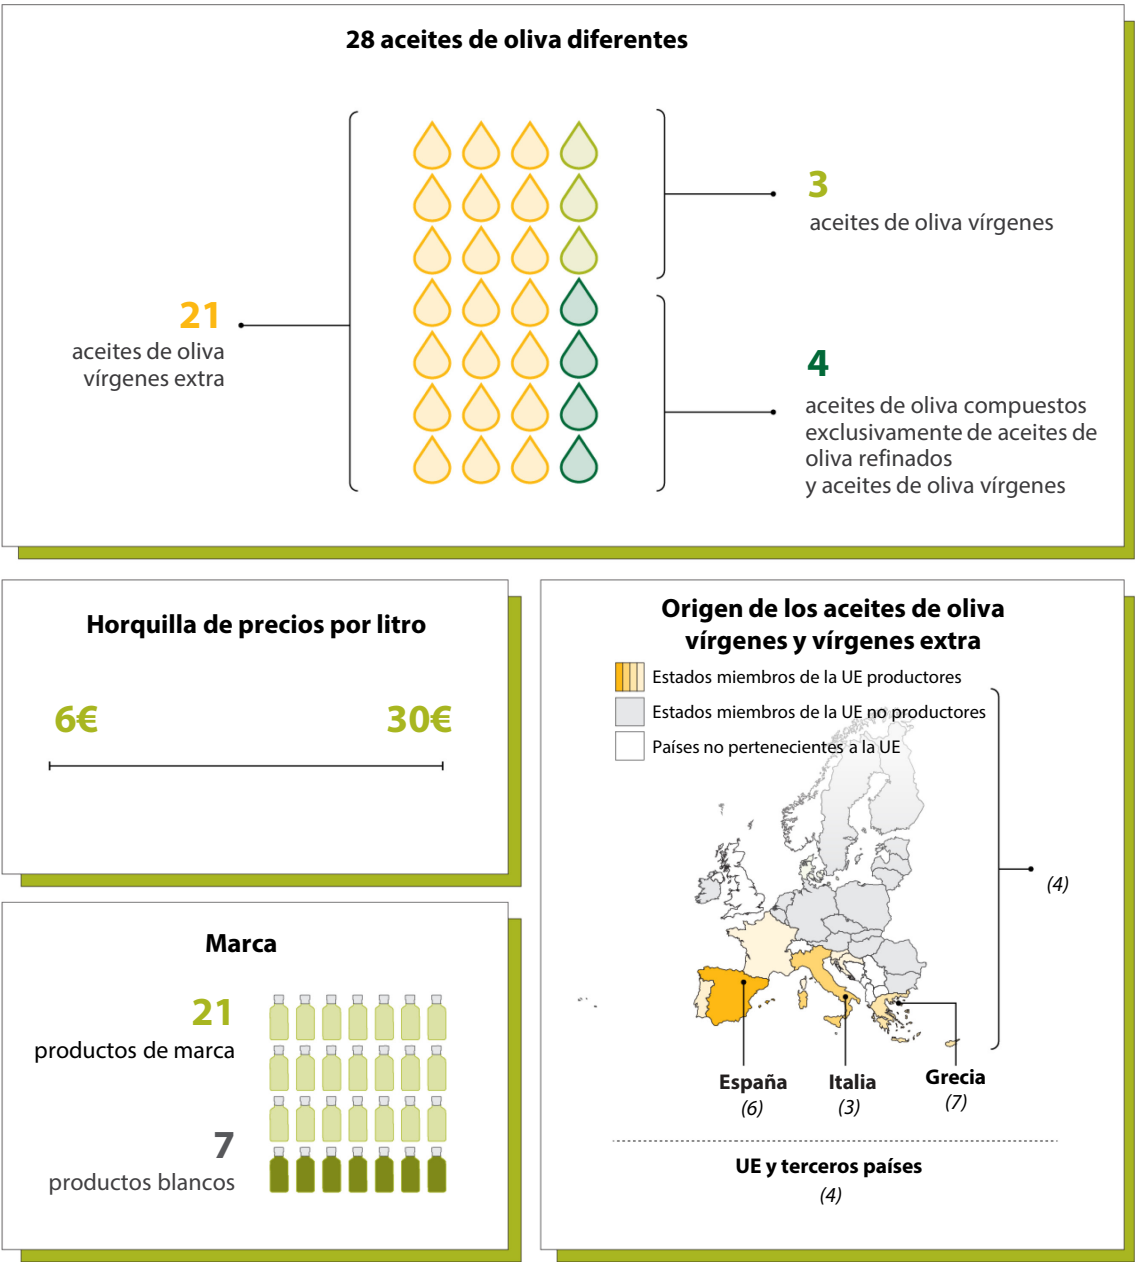 28 aceites de oliva diferentes
3
aceites de oliva vírgenes
21
aceites de oliva
vírgenes extra
4
aceites de oliva compuestos
exclusivamente de aceites de
oliva refinados
y aceites de oliva vírgenes
Horquilla de precios por litro
6€
30€
Marca
21
productos de marca
7
productos blancos
Origen de los aceites de oliva
vírgenes y vírgenes extra
Estados miembros de la UE productores
Estados miembros de la UE no productores
Países no pertenecientes a la UE
(4)
España
(6)
Italia
(3)
Grecia
(7)
UE y terceros países
(4)